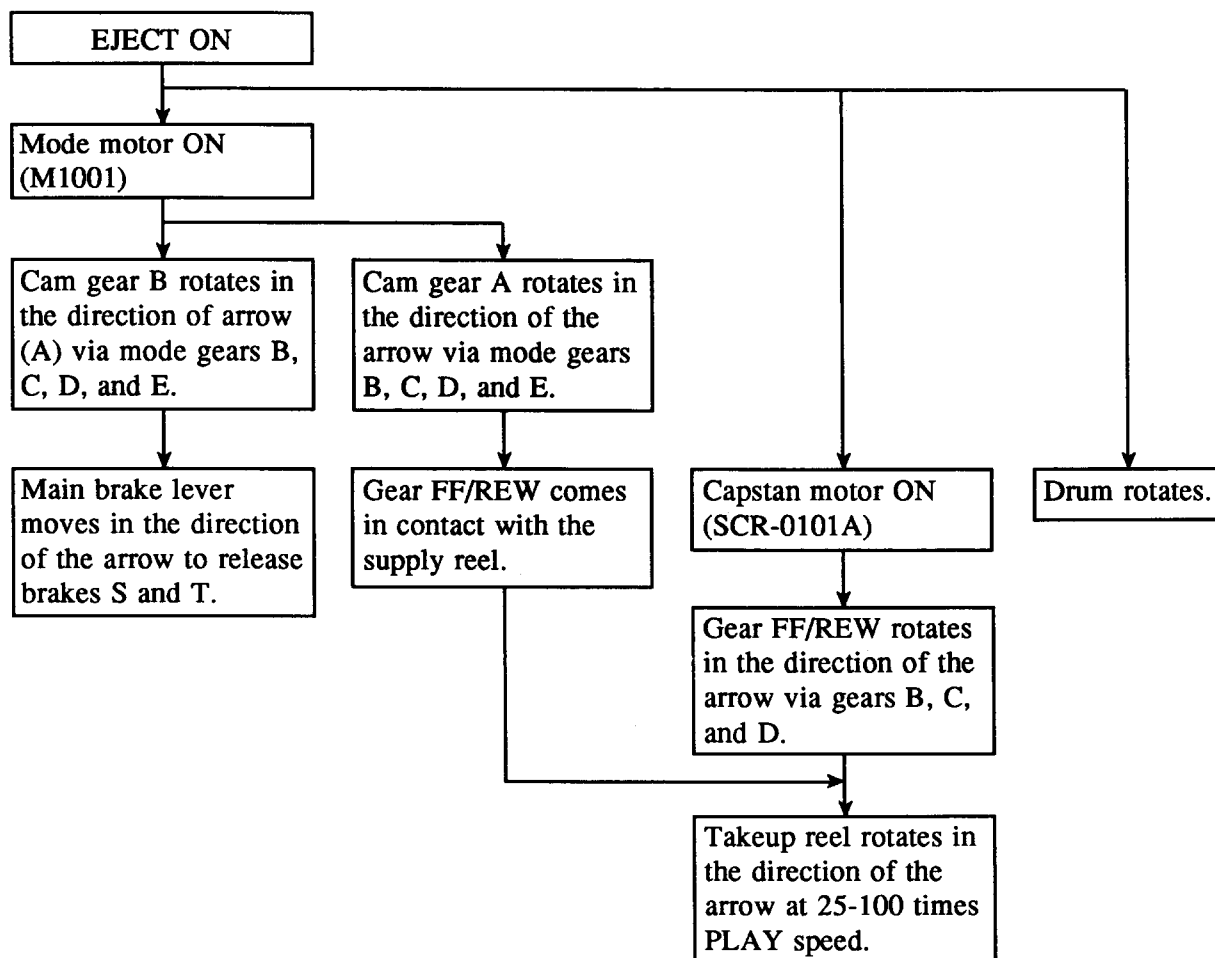 EJECT ON
Mode motor ON
(M1001)
Cam gear B rotates in
the direction of arrow
(A) via mode gears B,
C, D, and E.
Cam gear A rotates in
the direction of the
arrow via mode gears
B, C, D, and E.
Main brake lever
moves in the direction
of the arrow to release
brakes S and T.
Gear FF/REW comes
in contact with the
supply reel.
Capstan motor ON
(SCR-0101A)
Drum rotates.
Gear FF/REW rotates
in the direction of the
arrow via gears B, C,
and D.
Takeup reel rotates in
the direction of the
arrow at 25-100 times
PLAY speed.